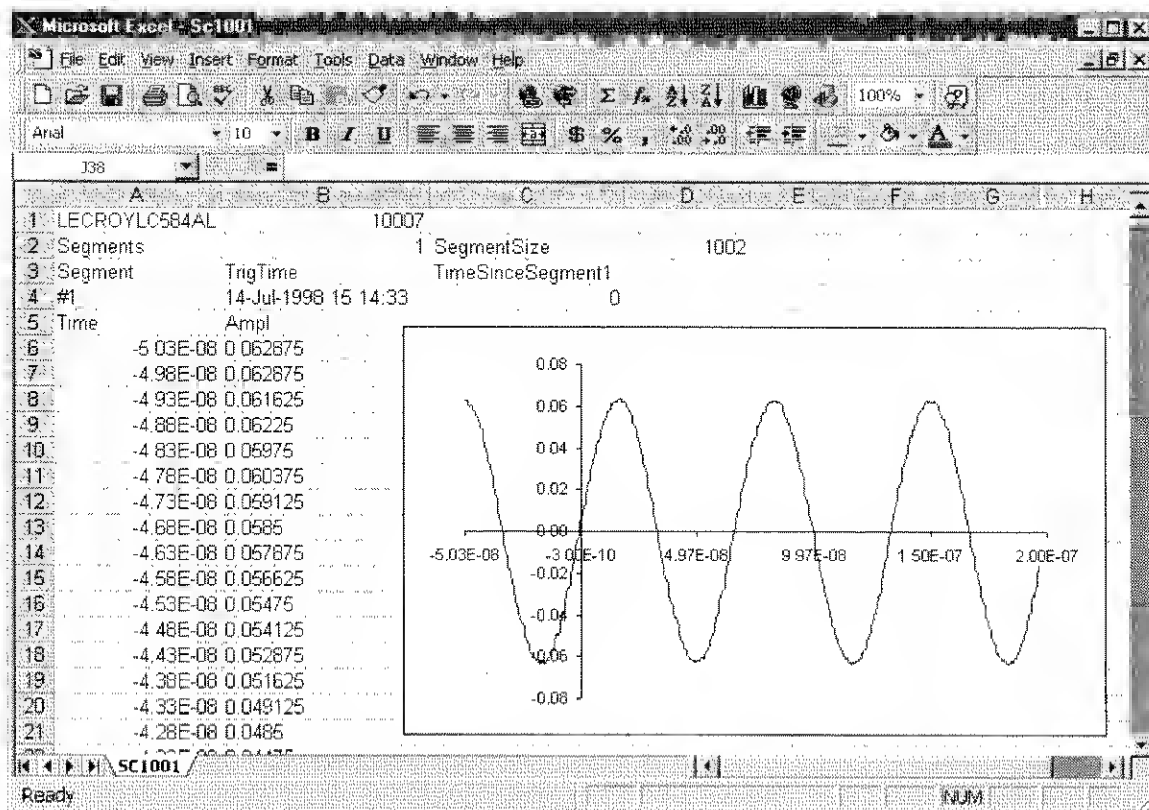 Microsoft Excel - Sc1001
File Edit View Insert Format Tools Data Window Help
100%
Arial 10 B I U $ % ,
J38 =
A B C D E F G H
1 LECROYLC584AL 10007
2 Segments 1 SegmentSize 1002
3 Segment TrigTime TimeSinceSegment1
4 #1 14-Jul-1998 15 14:33 0
5 Time Ampl
6 -5 03E-08 0 062875
7 -4.98E-08 0.062875
8 -4 93E-08 0.061625
9 -4.88E-08 0.06225
10 -4 83E-08 0 05975
11 -4 78E-08 0.060375
12 -4.73E-08 0.059125
13 -4.68E-08 0.0585
14 -4.63E-08 0.057875
15 -4.58E-08 0.056625
16 -4.53E-08 0.05475
17 -4 48E-08 0.054125
18 -4.43E-08 0.052875
19 -4.38E-08 0.051625
20 -4.33E-08 0.049125
21 -4.28E-08 0.0485
0.08
0.06
0.04
0.02
0.00
-5.03E-08 -3.00E-10 4.97E-08 9.97E-08 1 50E-07 2.00E-07
-0.02
-0.04
-0.06
-0.08
SC1001
Ready NUM